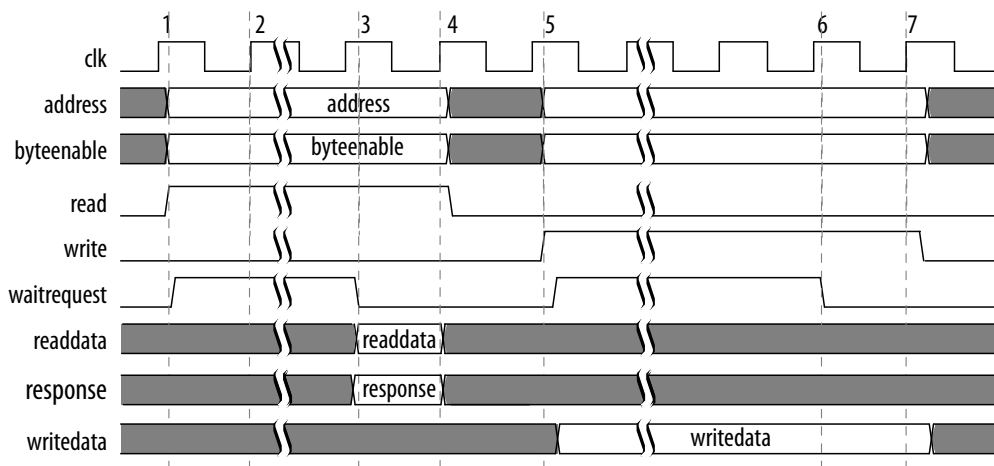 1 2 3 4 5 6 7
clk
address address
byteenable byteenable
read
write
waitrequest
readdata readdata
response response
writedata writedata